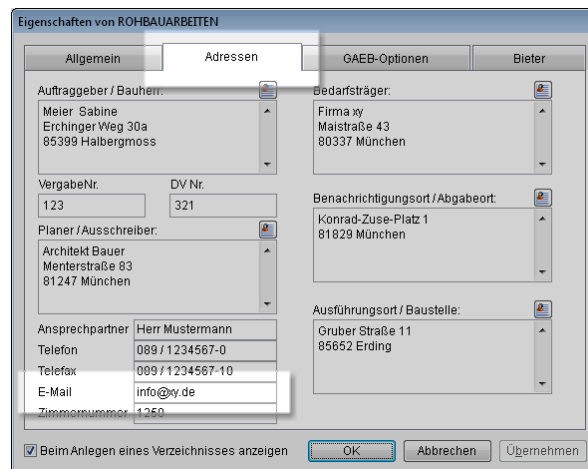 Eigenschaften von ROHBAUARBEITEN
Allgemein
Adressen
GAEB-Optionen
Bieter
Auftraggeber / Bauherr:
Meier Sabine
Erchinger Weg 30a
85399 Halbergmoss
VergabeNr.
DV Nr.
123
321
Planer / Ausschreiber:
Architekt Bauer
Menterstraße 83
81247 München
Ansprechpartner Herr Mustermann
Telefon 089 / 1234567-0
Telefax 089 / 1234567-10
E-Mail info@xy.de
Zimmernummer 1250
Bedarfsträger:
Firma xy
Maistraße 43
80337 München
Benachrichtigungsort / Abgabeort:
Konrad-Zuse-Platz 1
81829 München
Ausführungsort / Baustelle:
Gruber Straße 11
85652 Erding
Beim Anlegen eines Verzeichnisses anzeigen
OK
Abbrechen
Übernehmen